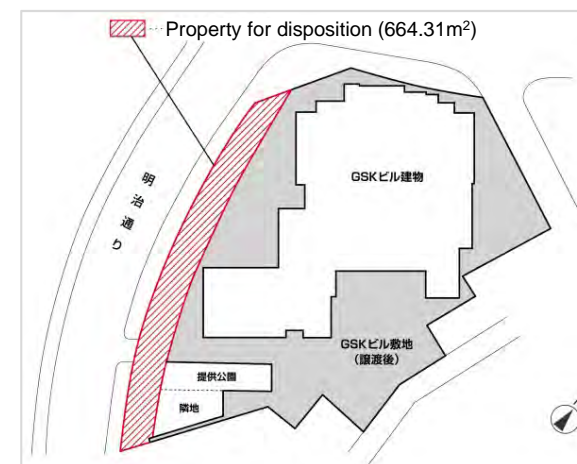 Property for disposition (664.31m²)
明治通り
GSKビル建物
GSKビル敷地
（譲渡後）
提供公園
隣地